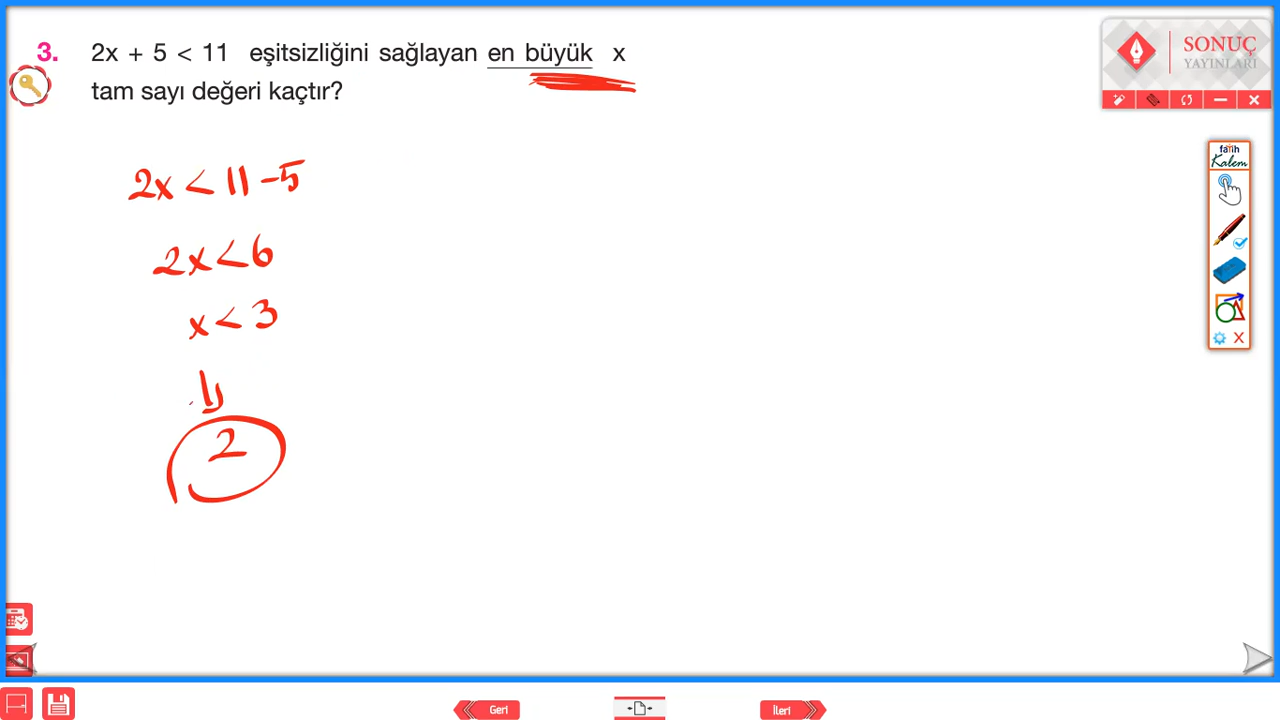 3. 2x + 5 < 11 eşitsizliğini sağlayan en büyük x
tam sayı değeri kaçtır?
2x < 11 - 5
2x < 6
x < 3
2
SONUÇ
YAYINLARI
fatih
Kalem
Geri
İleri